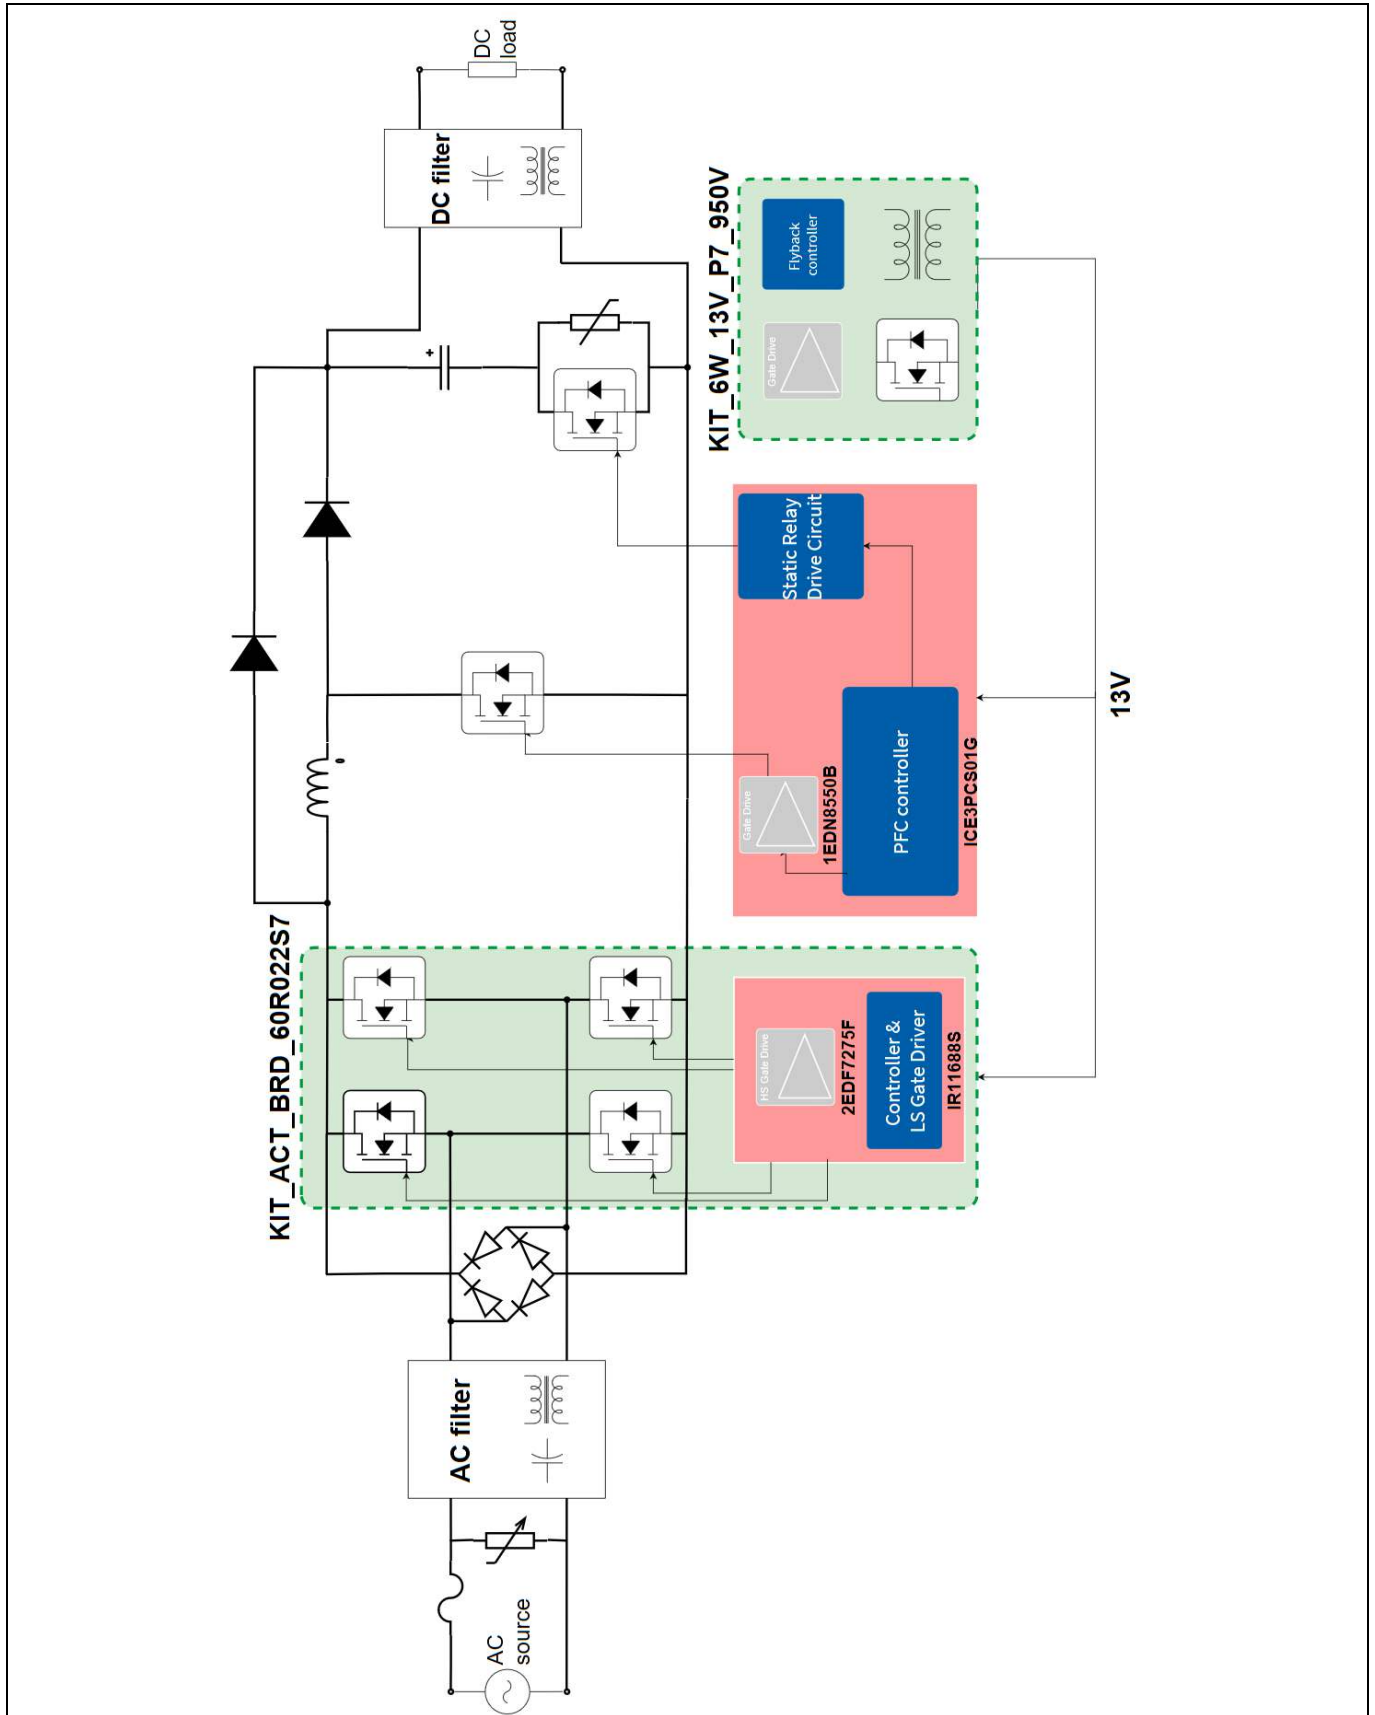 DC
load
DC filter
KIT_6W_13V_P7_950V
Flyback
controller
Gate Drive
+
Static Relay
Drive Circuit
13V
Gate Drive
1EDN8550B
PFC controller
ICE3PCS01G
KIT_ACT_BRD_60R022S7
HS Gate Drive
2EDF7275F
Controller &
LS Gate Driver
IR11688S
AC filter
AC
source